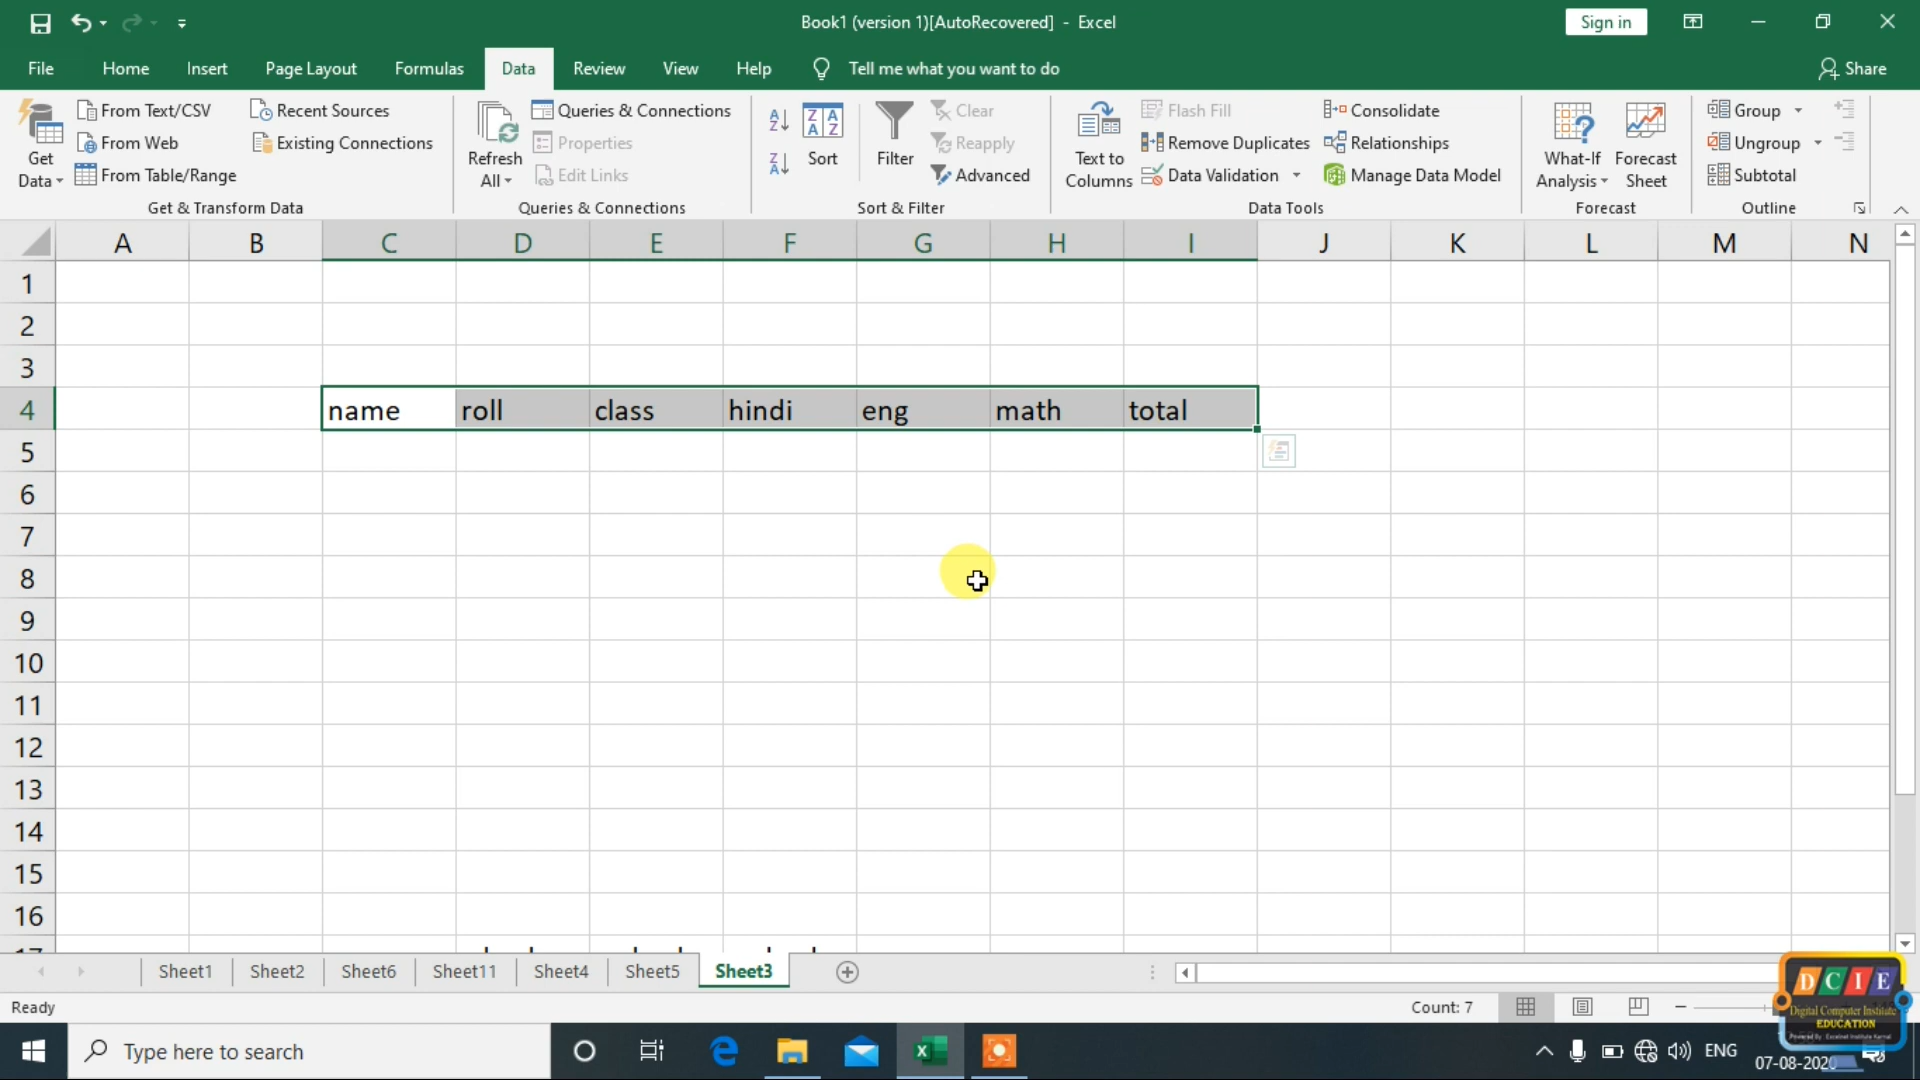 Book1 (version 1)[AutoRecovered] - Excel
Sign in
File Home Insert Page Layout Formulas Data Review View Help Tell me what you want to do Share
Get Data
From Text/CSV
From Web
From Table/Range
Recent Sources
Existing Connections
Get & Transform Data
Refresh All
Queries & Connections
Properties
Edit Links
Queries & Connections
Sort
Filter
Clear
Reapply
Advanced
Sort & Filter
Text to Columns
Flash Fill
Remove Duplicates
Data Validation
Consolidate
Relationships
Manage Data Model
Data Tools
What-If Analysis
Forecast Sheet
Forecast
Group
Ungroup
Subtotal
Outline
A B C D E F G H I J K L M N
1
2
3
4 name roll class hindi eng math total
5
6
7
8
9
10
11
12
13
14
15
16
Sheet1 Sheet2 Sheet6 Sheet11 Sheet4 Sheet5 Sheet3
Ready Count: 7
DCIE
Digital Computer Institute
EDUCATION
Type here to search
ENG
07-08-2020